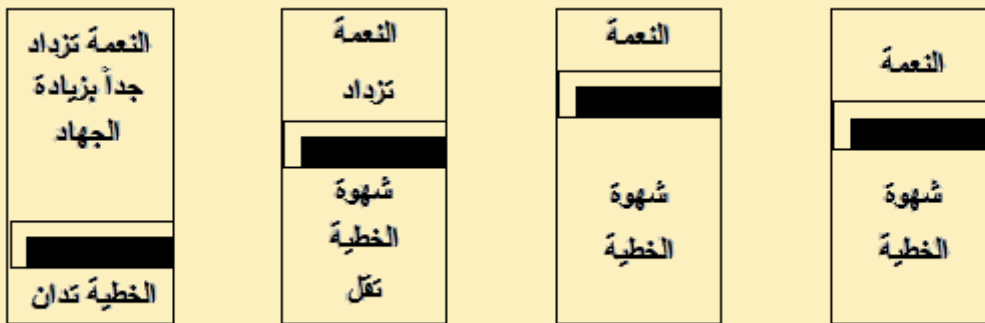 النعمة
شهوة
الخطية
النعمة
شهوة
الخطية
النعمة
تزداد
شهوة
الخطية
تقل
النعمة تزداد
جداً بزيادة
الجهاد
الخطية تدان